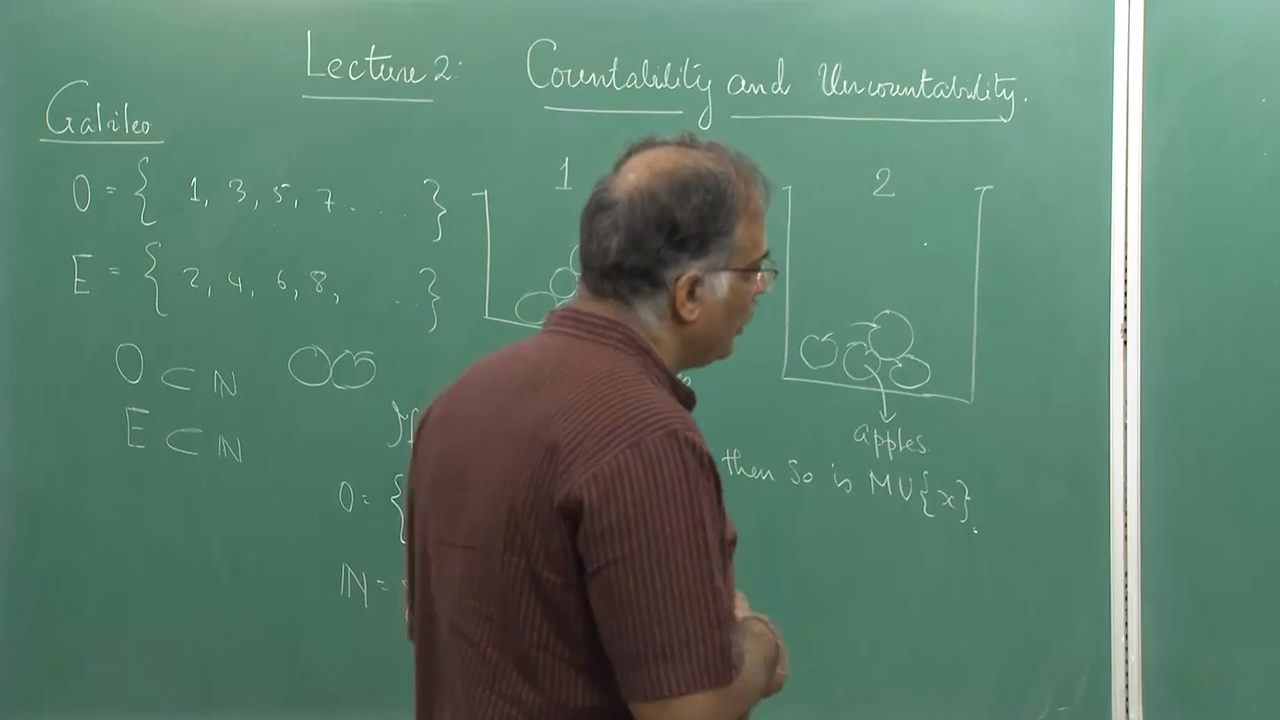 Lecture 2: Countability and Uncountability.
Galileo
O = { 1, 3, 5, 7 . . . . . }
E = { 2, 4, 6, 8, . . . }
1
2
O ⊂ N
E ⊂ N
apples
If
then so is M∪{x}.
O = {
N =